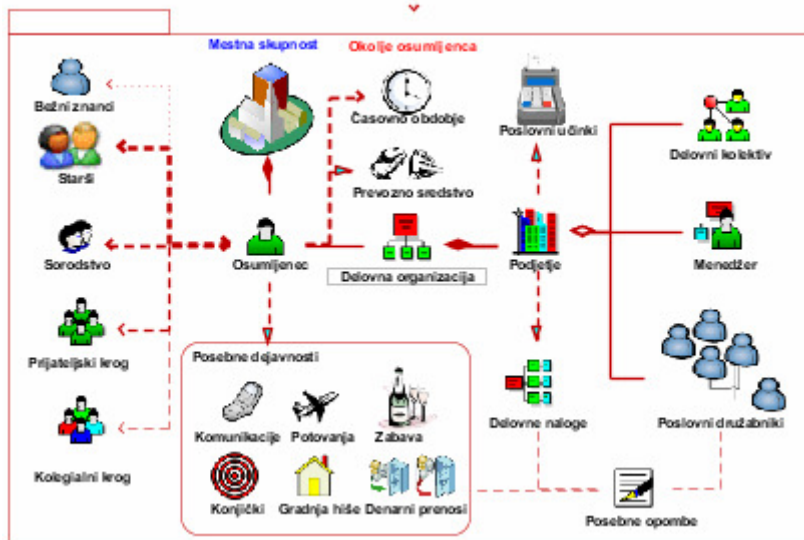 Mestna skupnost
Okolje osumljenca
Bežni znanci
Časovno obdobje
Poslovni učinki
Delovni kolektiv
Starši
Prevozno sredstvo
Sorodstvo
Osumljenec
Delovna organizacija
Podjetje
Menedžer
Prijateljski krog
Posebne dejavnosti
Komunikacije
Potovanja
Zabava
Delovne naloge
Poslovni družabniki
Kolegialni krog
Konjički
Gradnja hiše
Denarni prenosi
Posebne opombe